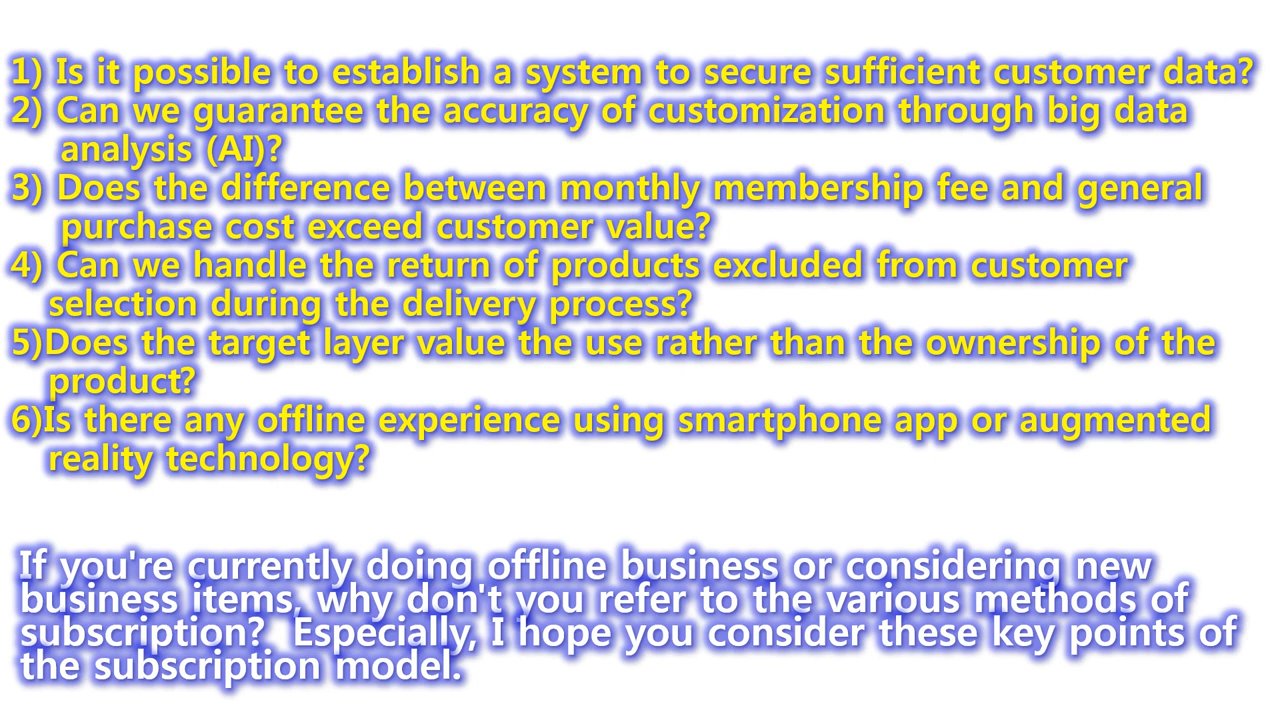 1) Is it possible to establish a system to secure sufficient customer data?
2) Can we guarantee the accuracy of customization through big data
analysis (AI)?
3) Does the difference between monthly membership fee and general
purchase cost exceed customer value?
4) Can we handle the return of products excluded from customer
selection during the delivery process?
5)Does the target layer value the use rather than the ownership of the
product?
6)Is there any offline experience using smartphone app or augmented
reality technology?
If you're currently doing offline business or considering new
business items, why don't you refer to the various methods of
subscription?  Especially, I hope you consider these key points of
the subscription model.